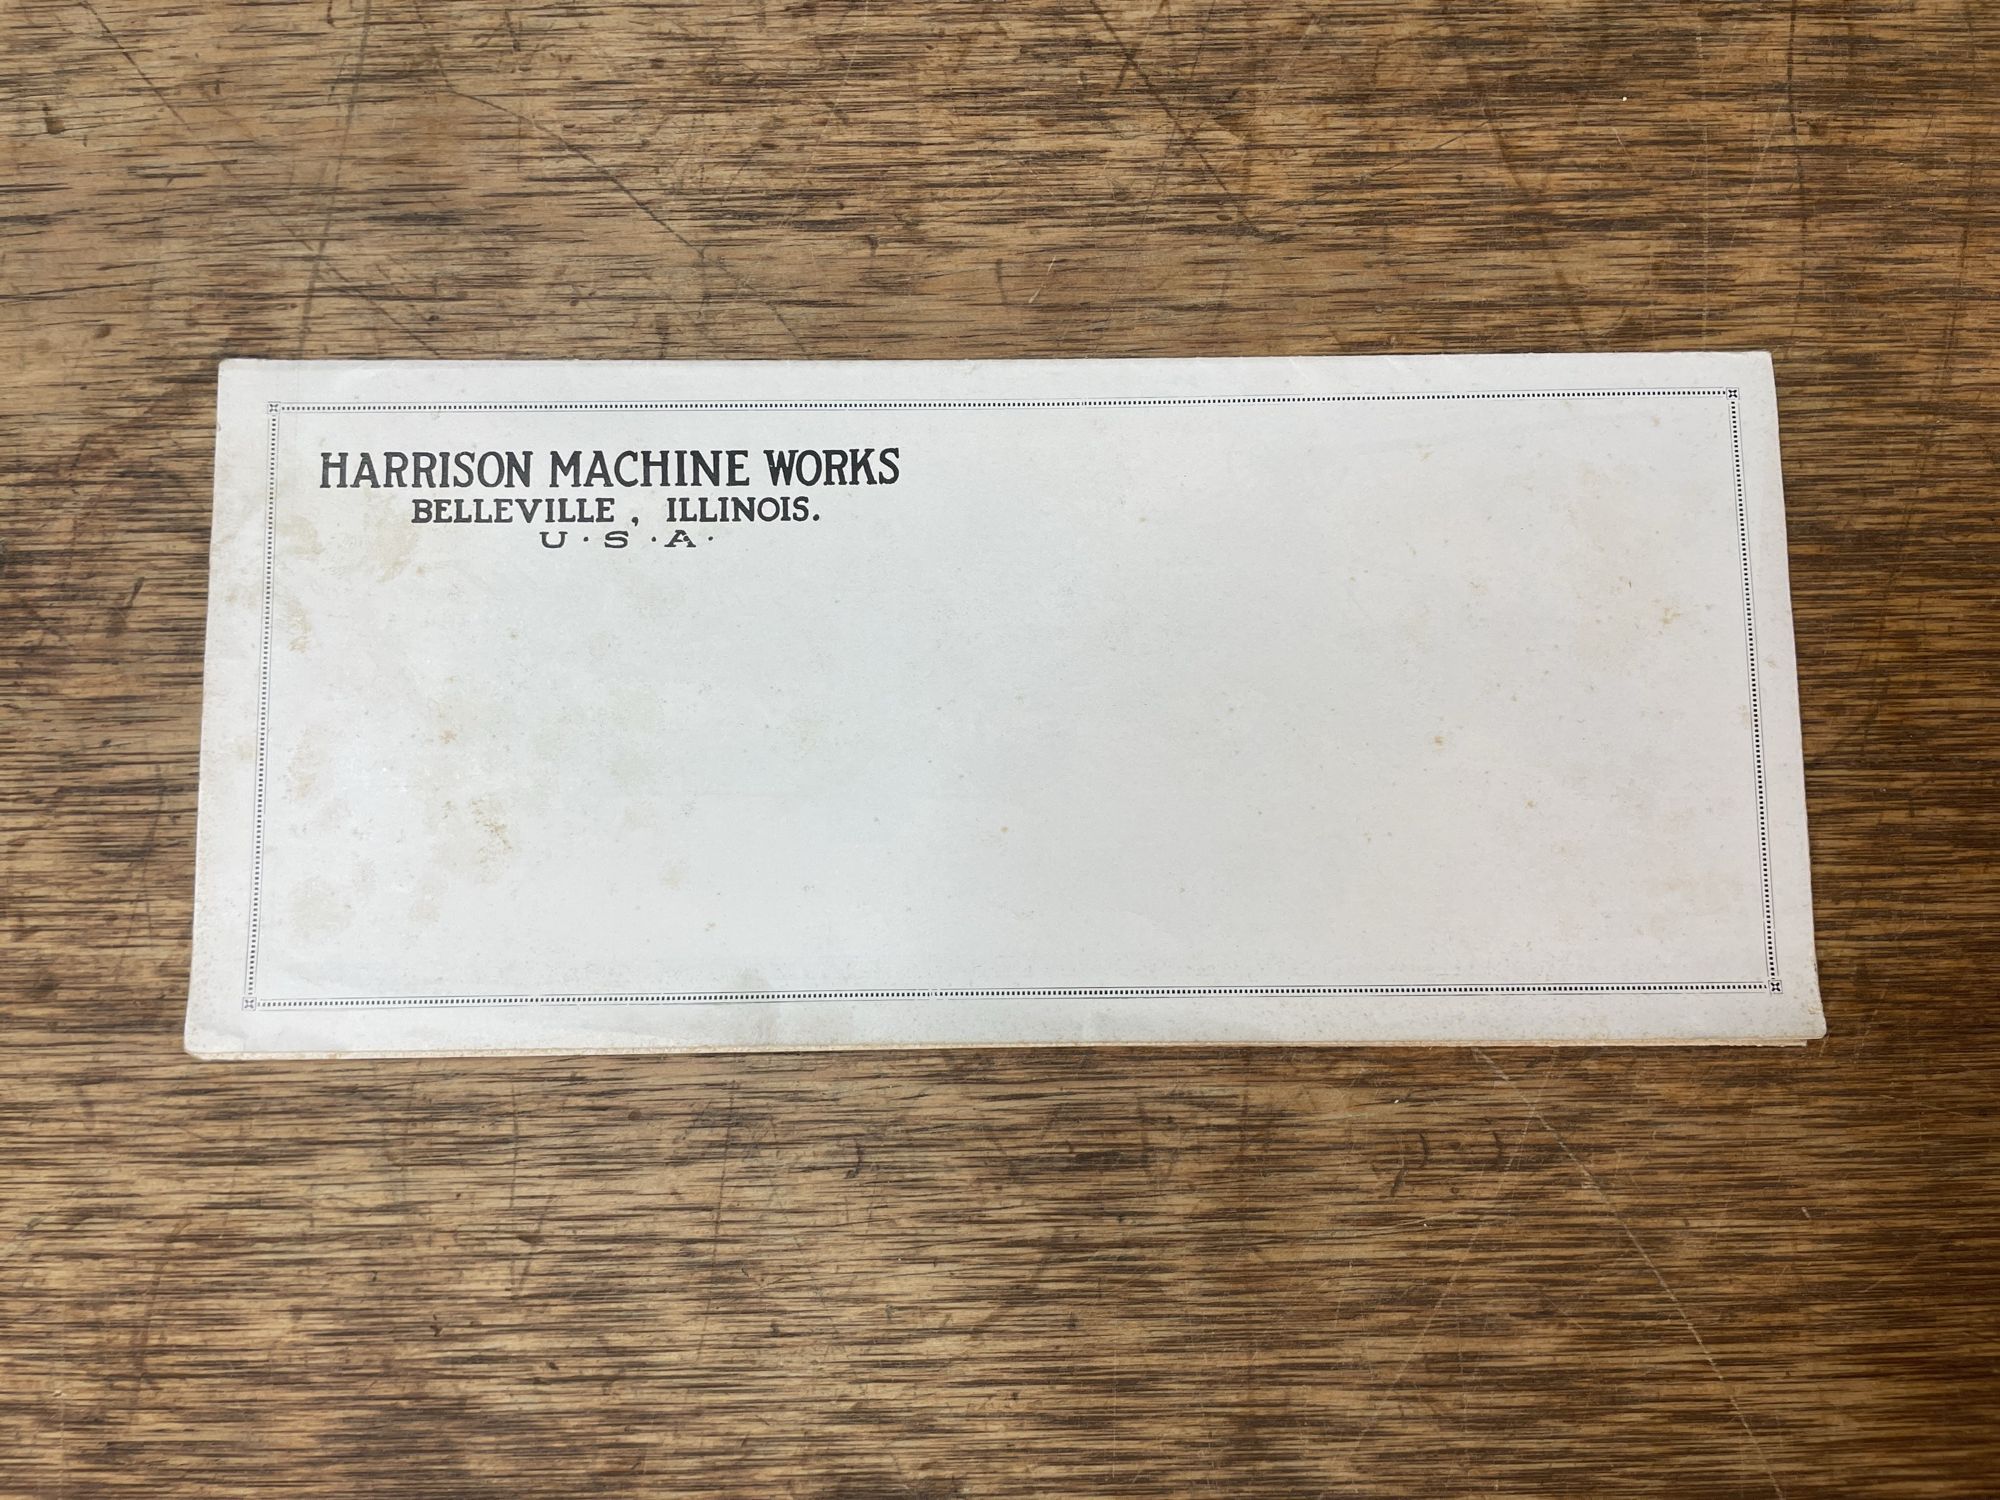 HARRISON MACHINE WORKS
BELLEVILLE, ILLINOIS.
U·S·A·